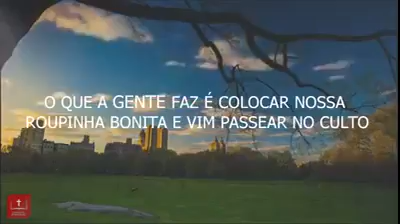 O QUE A GENTE FAZ É COLOCAR NOSSA
ROUPINHA BONITA E VIM PASSEAR NO CULTO